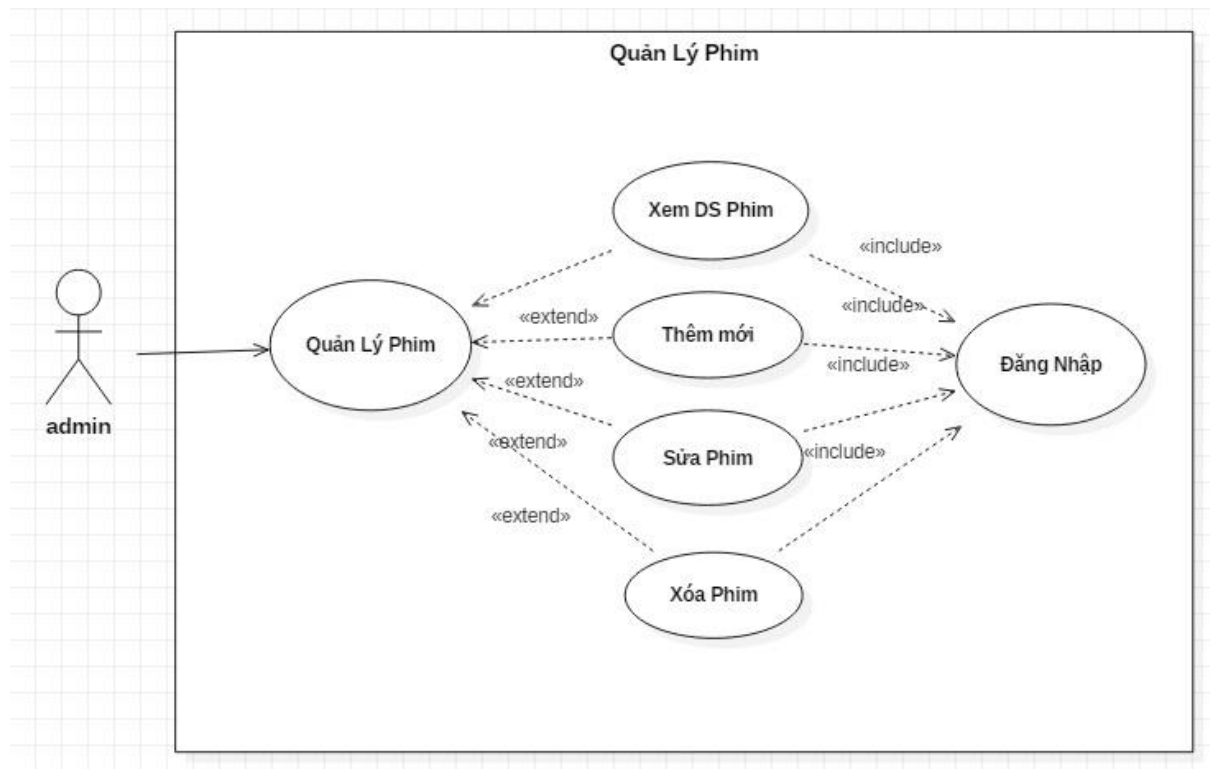 Quản Lý Phim
Xem DS Phim
«include»
«include»
«extend»
Thêm mới
Quản Lý Phim
«include»
Đăng Nhập
«extend»
admin
«extend»
Sửa Phim
«include»
«extend»
Xóa Phim